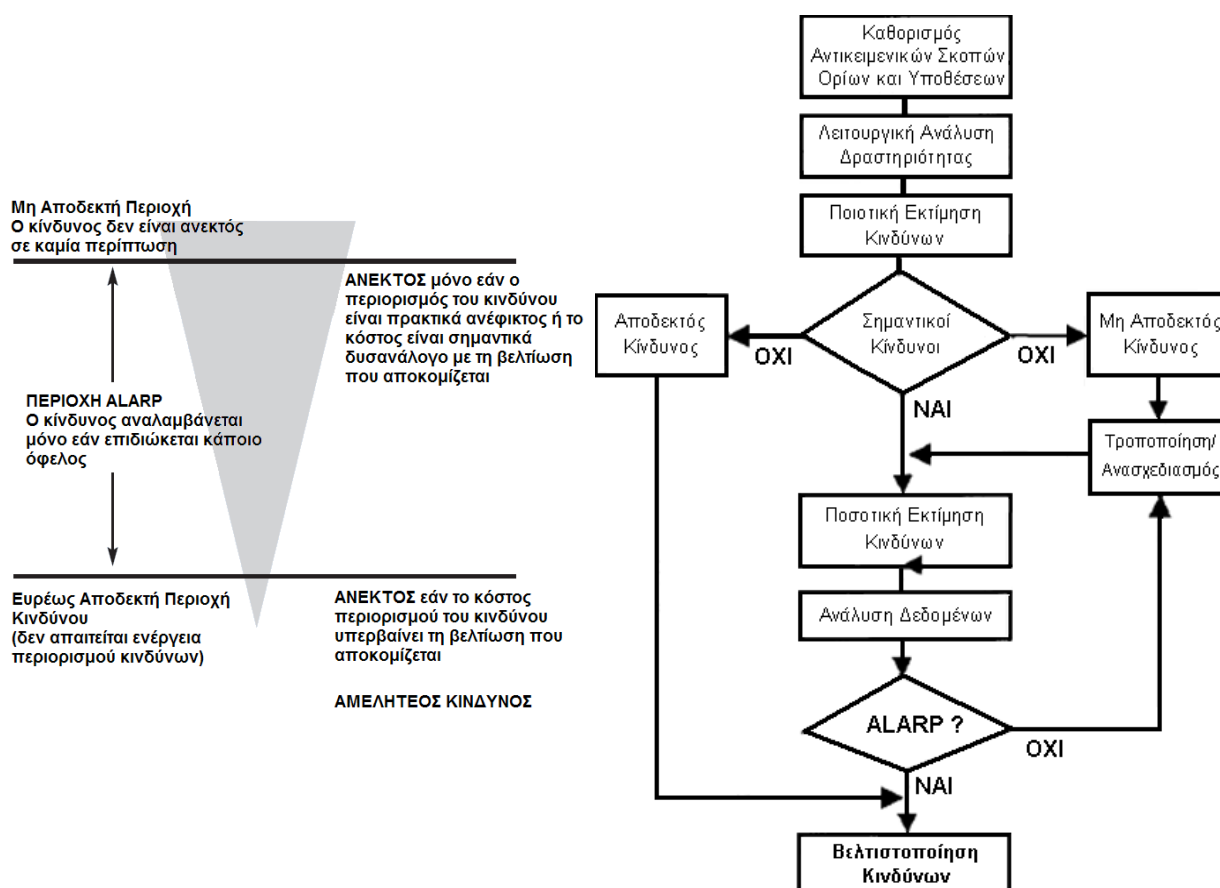 Μη Αποδεκτή Περιοχή
Ο κίνδυνος δεν είναι ανεκτός
σε καμία περίπτωση
ΑΝΕΚΤΟΣ μόνο εάν ο
περιορισμός του κινδύνου
είναι πρακτικά ανέφικτος ή το
κόστος είναι σημαντικά
δυσανάλογο με τη βελτίωση
που αποκομίζεται
ΠΕΡΙΟΧΗ ALARP
Ο κίνδυνος αναλαμβάνεται
μόνο εάν επιδιώκεται κάποιο
όφελος
Ευρέως Αποδεκτή Περιοχή
Κινδύνου
(δεν απαιτείται ενέργεια
περιορισμού κινδύνων)
ΑΝΕΚΤΟΣ εάν το κόστος
περιορισμού του κινδύνου
υπερβαίνει τη βελτίωση που
αποκομίζεται
ΑΜΕΛΗΤΕΟΣ ΚΙΝΔΥΝΟΣ
Καθορισμός
Αντικειμενικών Σκοπών
Ορίων και Υποθέσεων
Λειτουργική Ανάλυση
Δραστηριότητας
Ποιοτική Εκτίμηση
Κινδύνων
Σημαντικοί
Κίνδυνοι
ΟΧΙ
Αποδεκτός
Κίνδυνος
ΟΧΙ
Μη Αποδεκτός
Κίνδυνος
ΝΑΙ
Τροποποίηση/
Ανασχεδιασμός
Ποσοτική Εκτίμηση
Κινδύνων
Ανάλυση Δεδομένων
ALARP ?
ΟΧΙ
ΝΑΙ
Βελτιστοποίηση
Κινδύνων